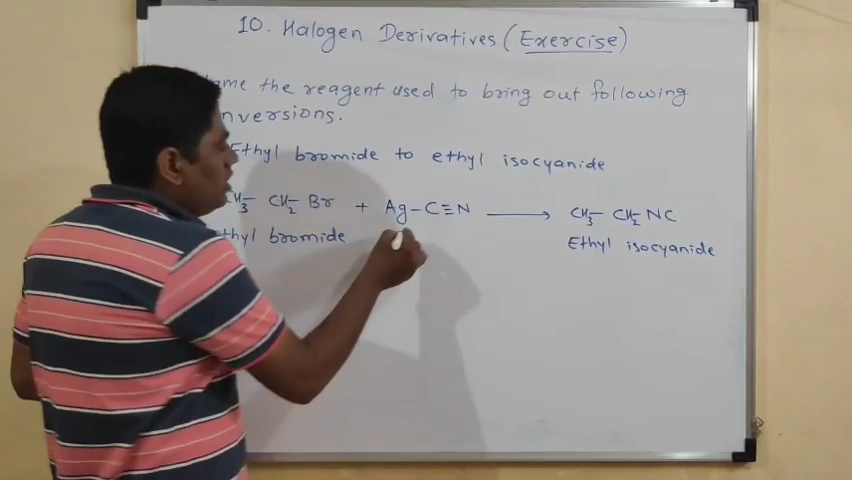 10. Halogen Derivatives (Exercise)
ame the reagent used to bring out following
nversions.
Ethyl bromide to ethyl isocyanide
CH₃- CH₂- Br + Ag-C≡N ⟶ CH₃- CH₂- NC
thyl bromide Ethyl isocyanide